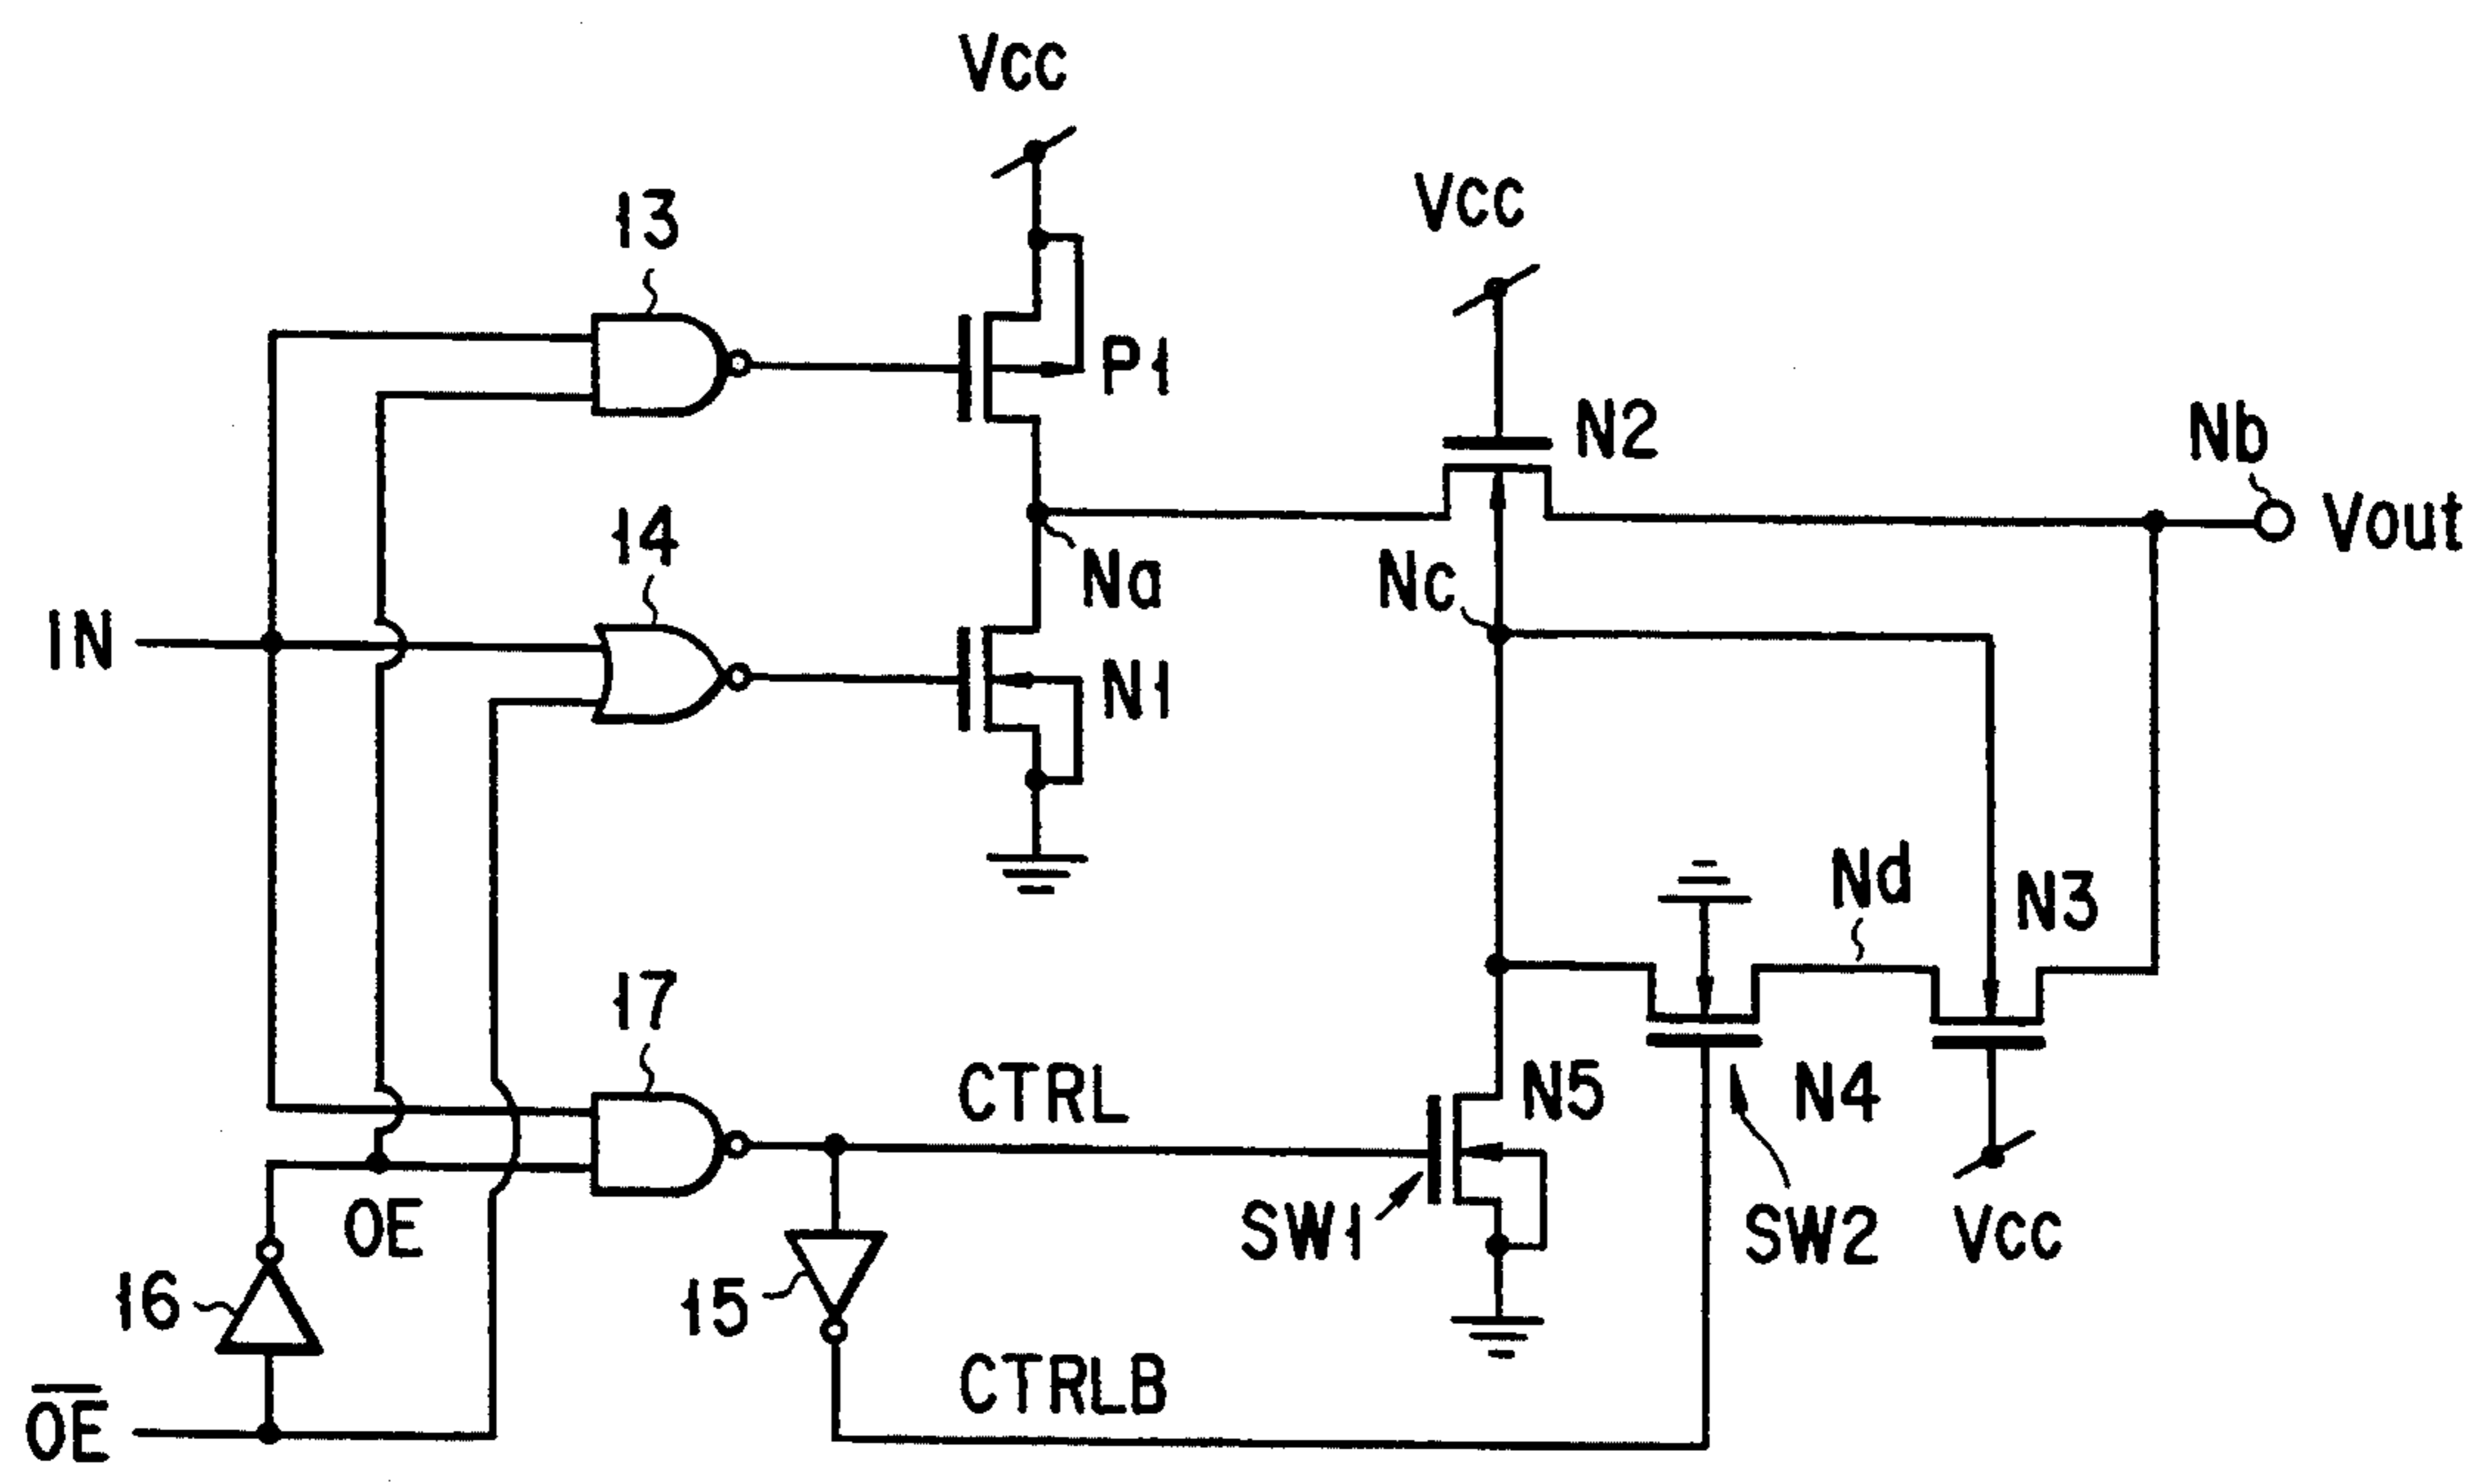 Vcc
Vcc
13
P1
N2
Nb
Vout
14
Na
Nc
IN
N1
Nd
N3
17
CTRL
N5
N4
OE
SW1
SW2
Vcc
16
15
CTRLB
O̅E̅